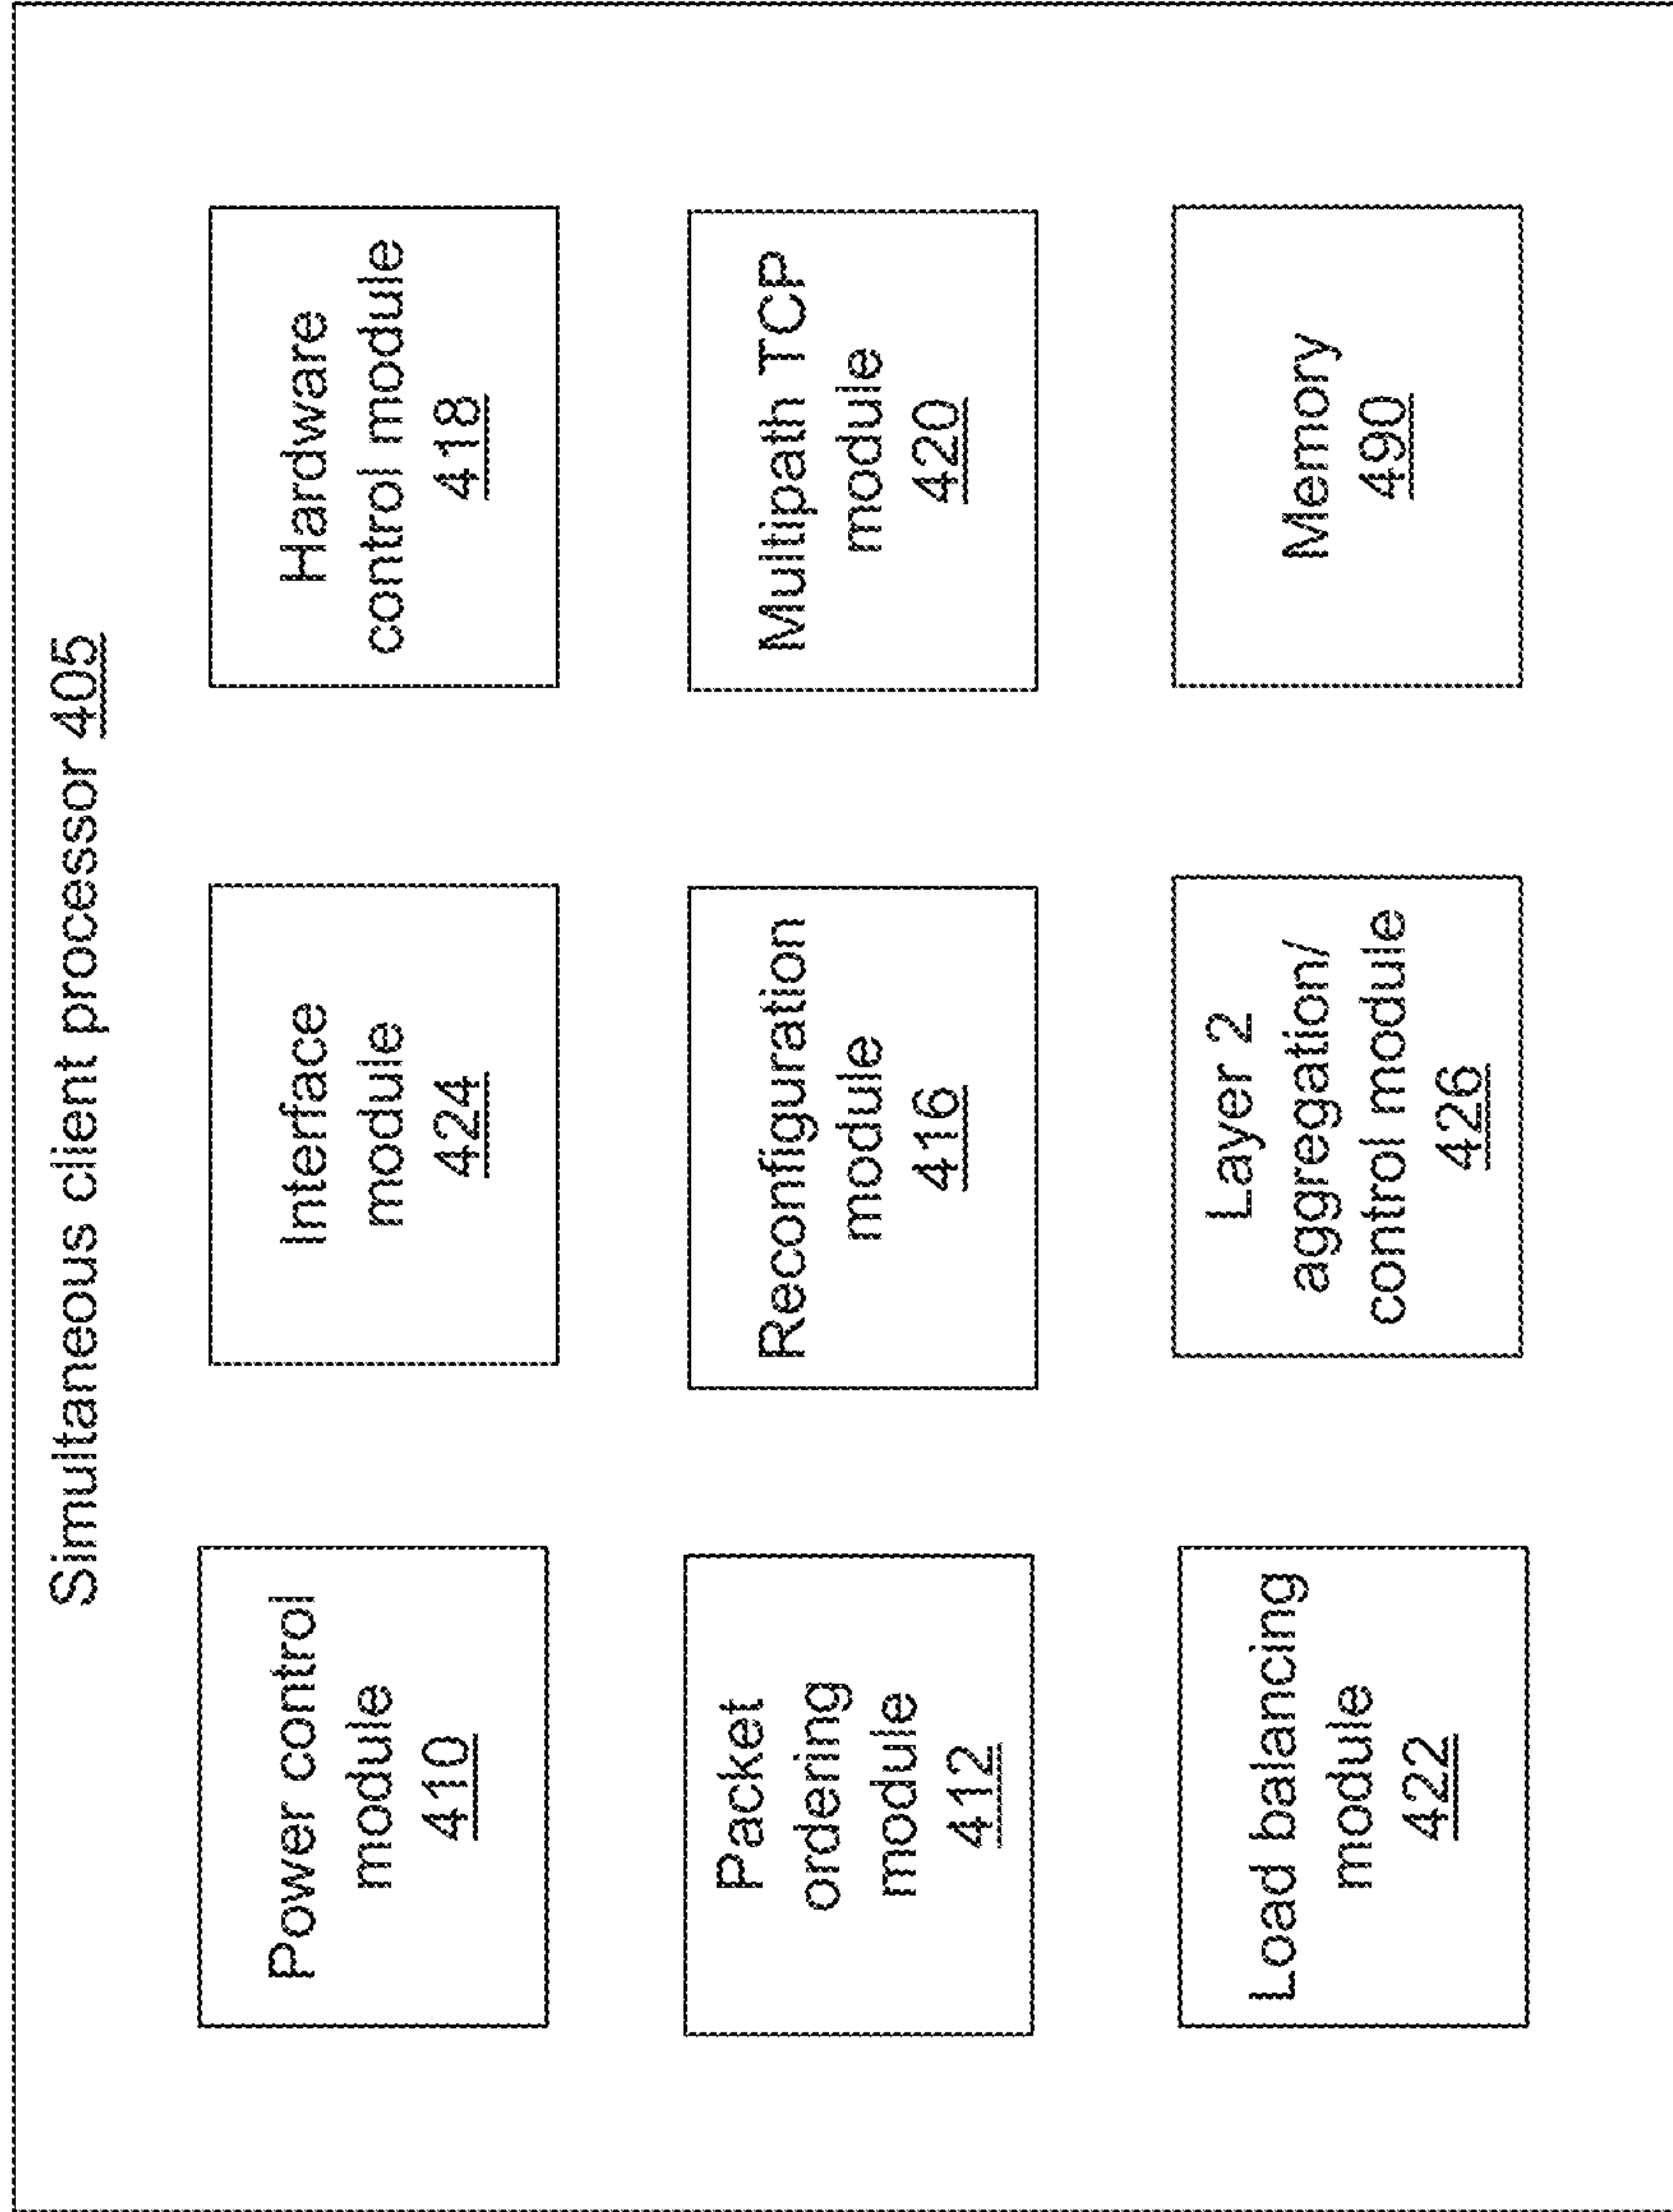 Simultaneous client processor 405
Power control
module
410
Interface
module
424
Hardware
control module
418
Packet
ordering
module
412
Reconfiguration
module
416
Multipath TCP
module
420
Load balancing
module
422
Layer 2
aggregation/
control module
426
Memory
490